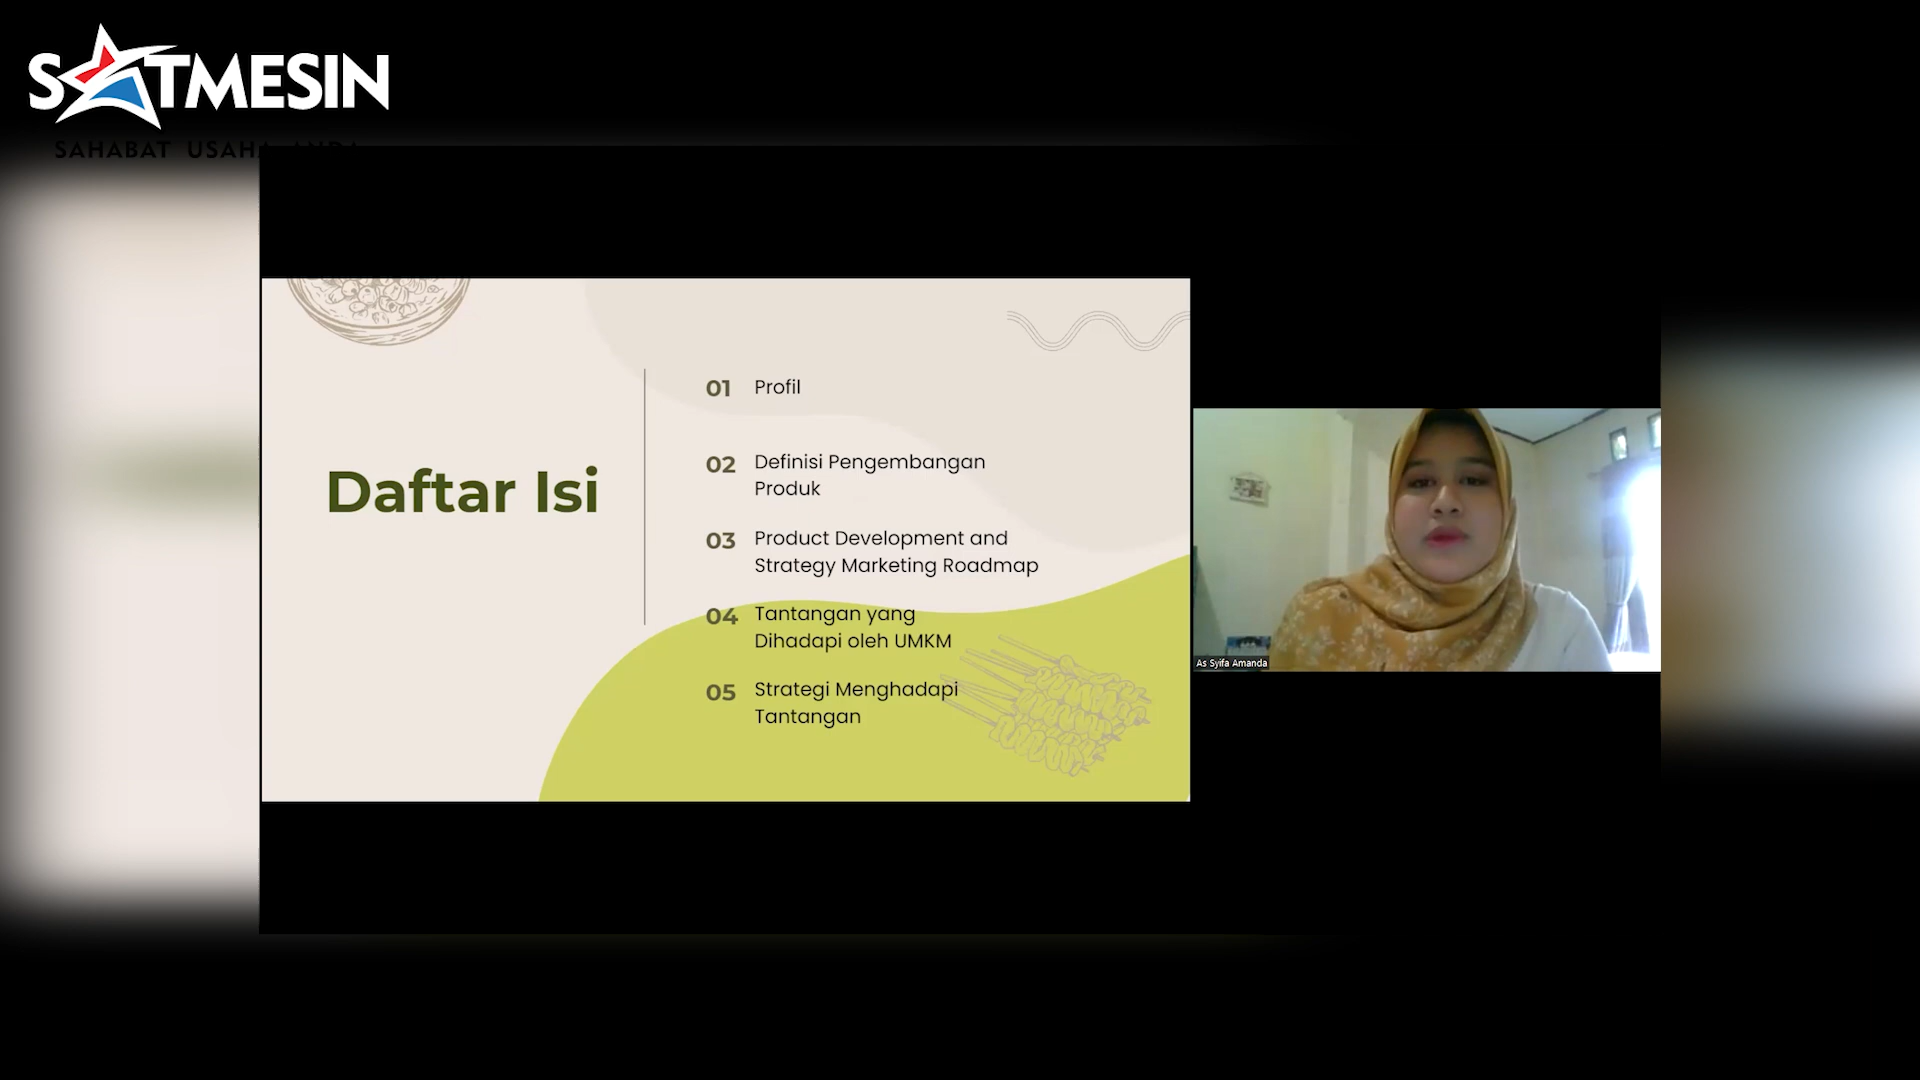 SATMESIN
SAHABAT USAHA ANDA
Daftar Isi
01 Profil
02 Definisi Pengembangan
Produk
03 Product Development and
Strategy Marketing Roadmap
04 Tantangan yang
Dihadapi oleh UMKM
05 Strategi Menghadapi
Tantangan
As Syifa Amanda